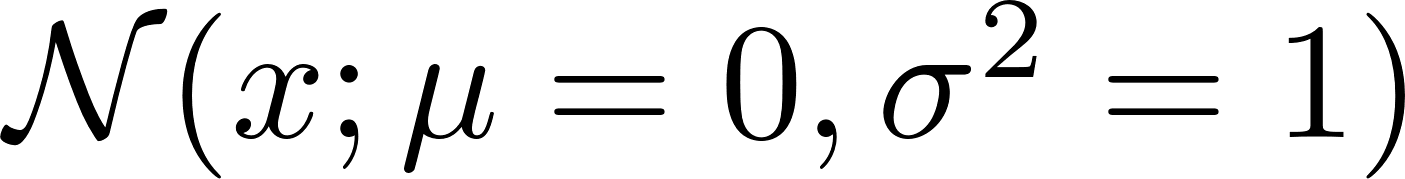 𝒩(x; μ = 0, σ² = 1)